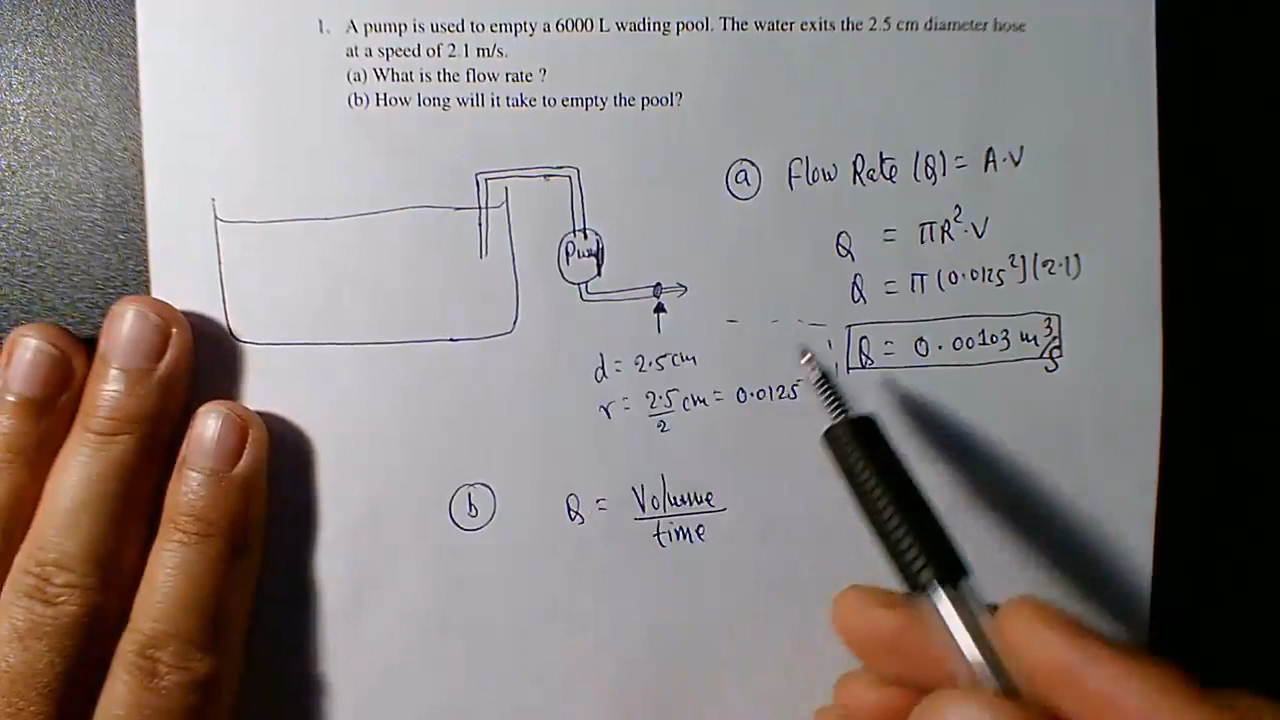 1. A pump is used to empty a 6000 L wading pool. The water exits the 2.5 cm diameter hose
at a speed of 2.1 m/s.
(a) What is the flow rate ?
(b) How long will it take to empty the pool?
Pump
d = 2.5cm
r = 2.5/2 cm = 0.0125
(a) Flow Rate (Q) = A.V
Q = πR².V
Q = π(0.0125²)(2.1)
Q = 0.00103 m³/s
(b) Q = Volume/time